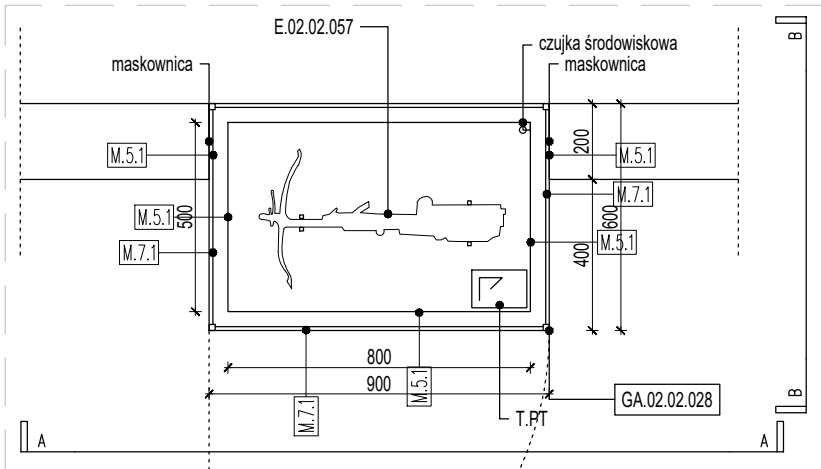 E.02.02.057
B
czujka środowiskowa
maskownica
maskownica
M.5.1
200
M.5.1
M.7.1
M.5.1
500
600
M.5.1
M.7.1
400
800
M.5.1
900
M.7.1
T.PT
GA.02.02.028
B
A
A